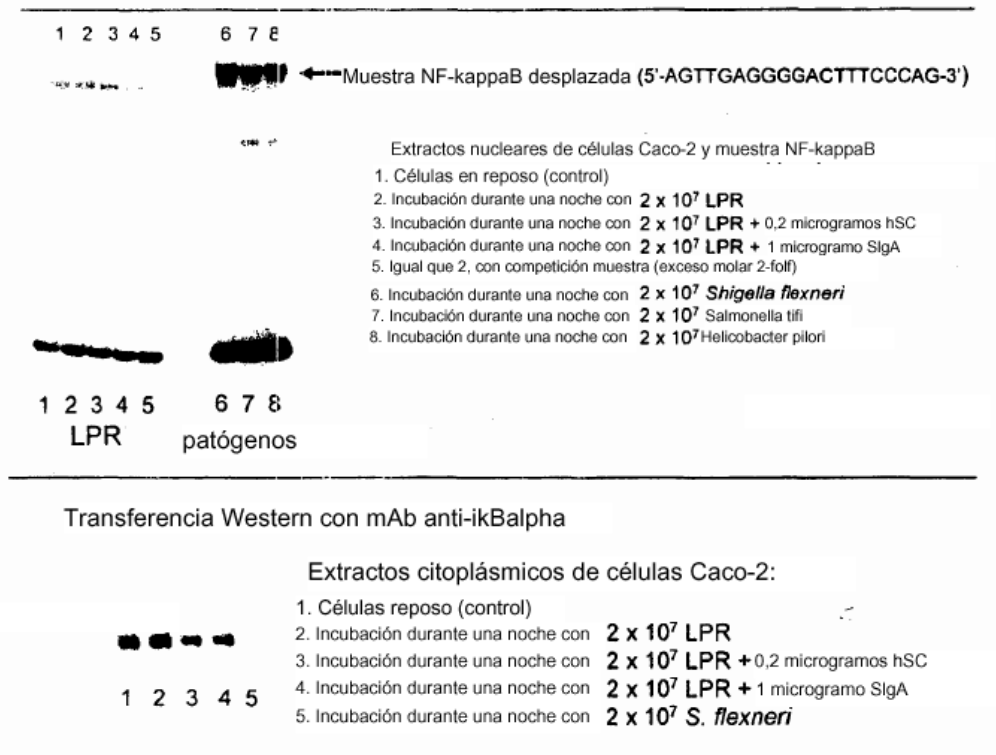 1 2 3 4 5 6 7 8
Muestra NF-kappaB desplazada (5'-AGTTGAGGGGACTTTCCCAG-3')
Extractos nucleares de células Caco-2 y muestra NF-kappaB
1. Células en reposo (control)
2. Incubación durante una noche con 2 x 10⁷ LPR
3. Incubación durante una noche con 2 x 10⁷ LPR + 0,2 microgramos hSC
4. Incubación durante una noche con 2 x 10⁷ LPR + 1 microgramo SlgA
5. Igual que 2, con competición muestra (exceso molar 2-folf)
6. Incubación durante una noche con 2 x 10⁷ Shigella flexneri
7. Incubación durante una noche con 2 x 10⁷ Salmonella tifi
8. Incubación durante una noche con 2 x 10⁷ Helicobacter pilori
1 2 3 4 5 6 7 8
LPR patógenos
Transferencia Western con mAb anti-ikBalpha
Extractos citoplásmicos de células Caco-2:
1. Células reposo (control)
2. Incubación durante una noche con 2 x 10⁷ LPR
3. Incubación durante una noche con 2 x 10⁷ LPR + 0,2 microgramos hSC
4. Incubación durante una noche con 2 x 10⁷ LPR + 1 microgramo SlgA
5. Incubación durante una noche con 2 x 10⁷ S. flexneri
1 2 3 4 5